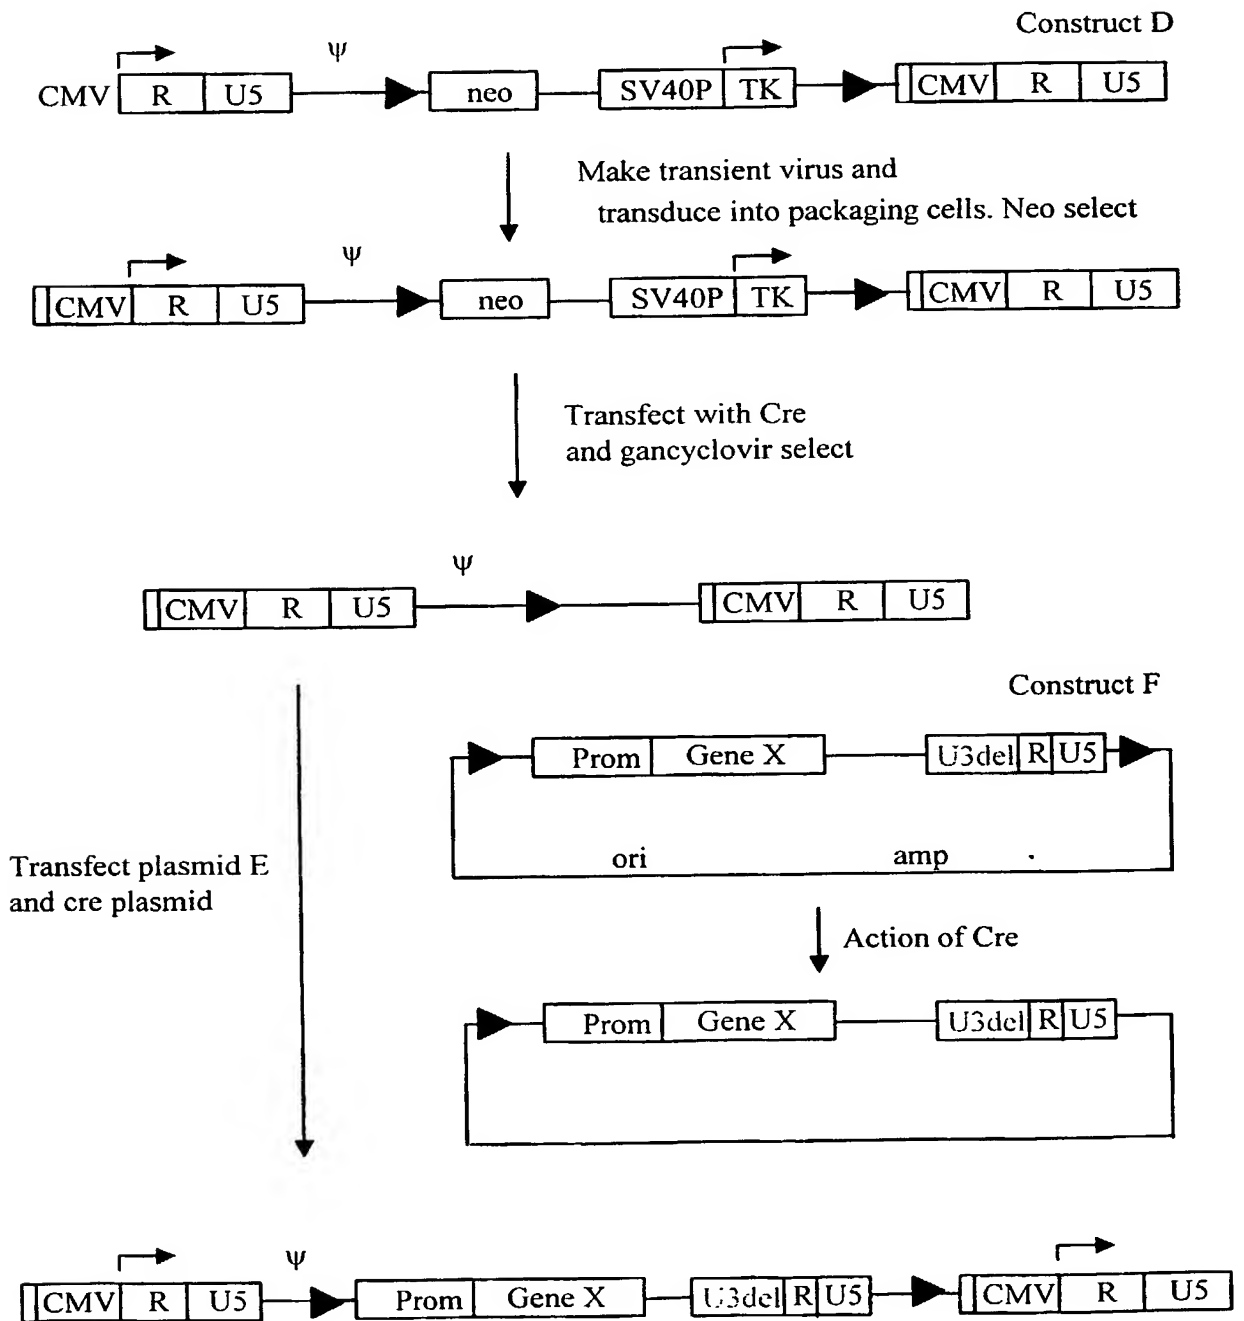 Construct D
ψ
CMV R U5 neo SV40P TK CMV R U5
Make transient virus and
transduce into packaging cells. Neo select
ψ
CMV R U5 neo SV40P TK CMV R U5
Transfect with Cre
and gancyclovir select
ψ
CMV R U5 CMV R U5
Construct F
Prom Gene X U3del R U5
ori amp
Transfect plasmid E
and cre plasmid
Action of Cre
Prom Gene X U3del R U5
ψ
CMV R U5 Prom Gene X U3del R U5 CMV R U5